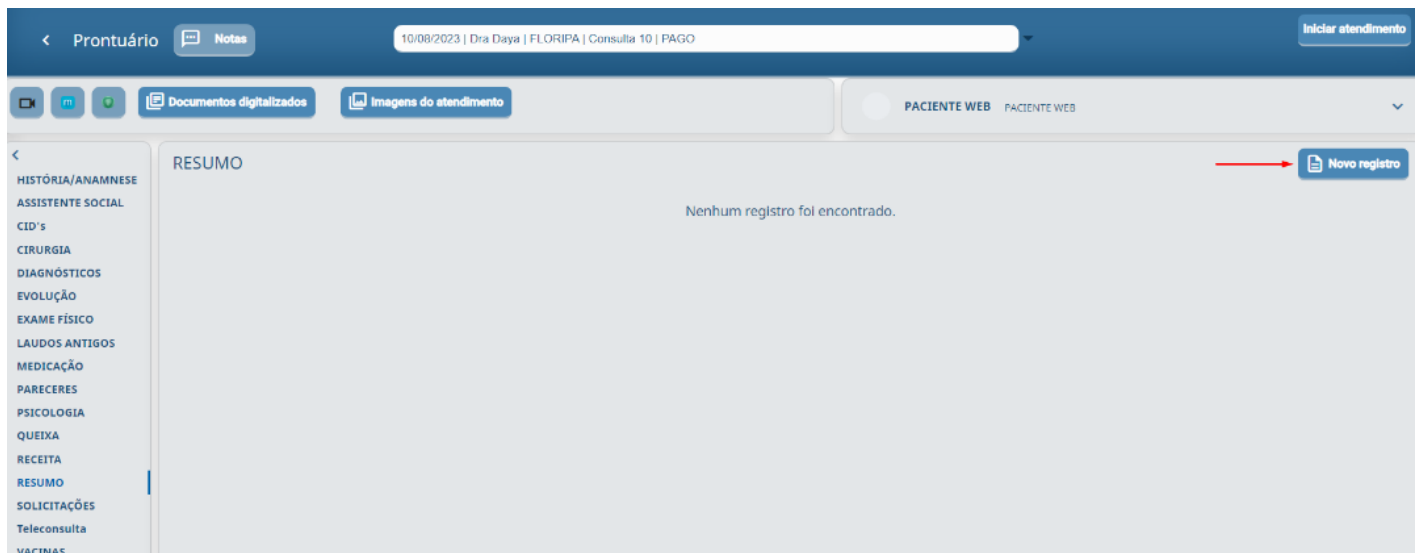 Prontuário
Notas
10/08/2023 | Dra Daya | FLORIPA | Consulta 10 | PAGO
Iniciar atendimento
m
Documentos digitalizados
Imagens do atendimento
PACIENTE WEB PACIENTE WEB
HISTÓRIA/ANAMNESE
ASSISTENTE SOCIAL
CID's
CIRURGIA
DIAGNÓSTICOS
EVOLUÇÃO
EXAME FÍSICO
LAUDOS ANTIGOS
MEDICAÇÃO
PARECERES
PSICOLOGIA
QUEIXA
RECEITA
RESUMO
SOLICITAÇÕES
Teleconsulta
VACINAS
RESUMO
Novo registro
Nenhum registro foi encontrado.